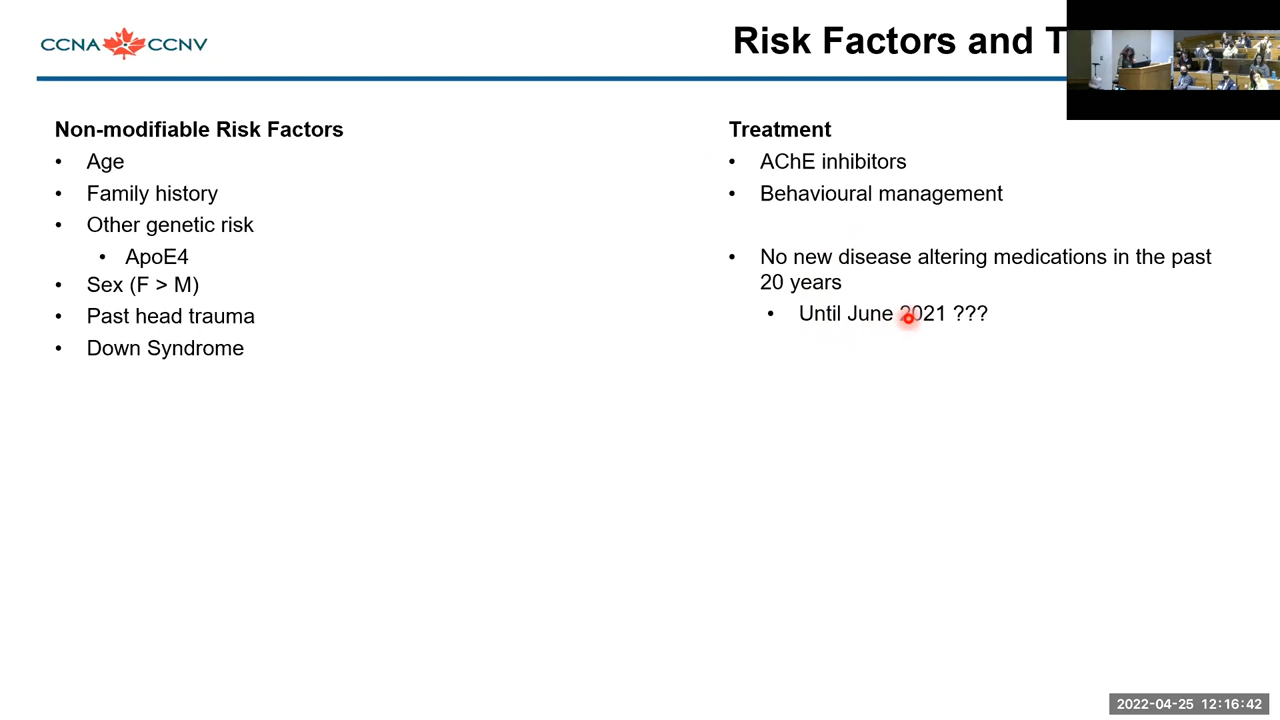 CCNA CCNV
Risk Factors and T
Non-modifiable Risk Factors
• Age
• Family history
• Other genetic risk
• ApoE4
• Sex (F > M)
• Past head trauma
• Down Syndrome
Treatment
• AChE inhibitors
• Behavioural management
• No new disease altering medications in the past
20 years
• Until June 2021 ???
2022-04-25 12:16:42